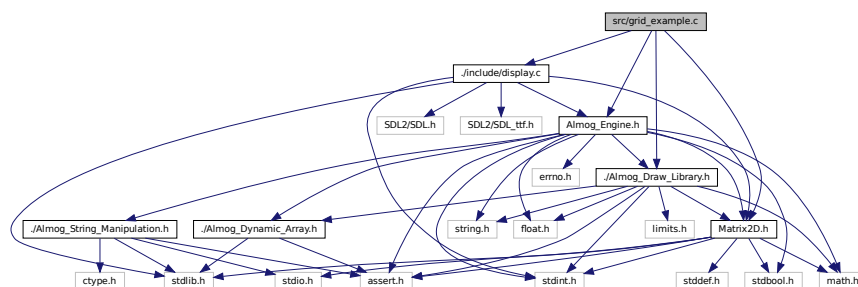 src/grid_example.c
./include/display.c
SDL2/SDL.h
SDL2/SDL_ttf.h
Almog_Engine.h
errno.h
./Almog_Draw_Library.h
./Almog_String_Manipulation.h
./Almog_Dynamic_Array.h
string.h
float.h
limits.h
Matrix2D.h
ctype.h
stdlib.h
stdio.h
assert.h
stdint.h
stddef.h
stdbool.h
math.h